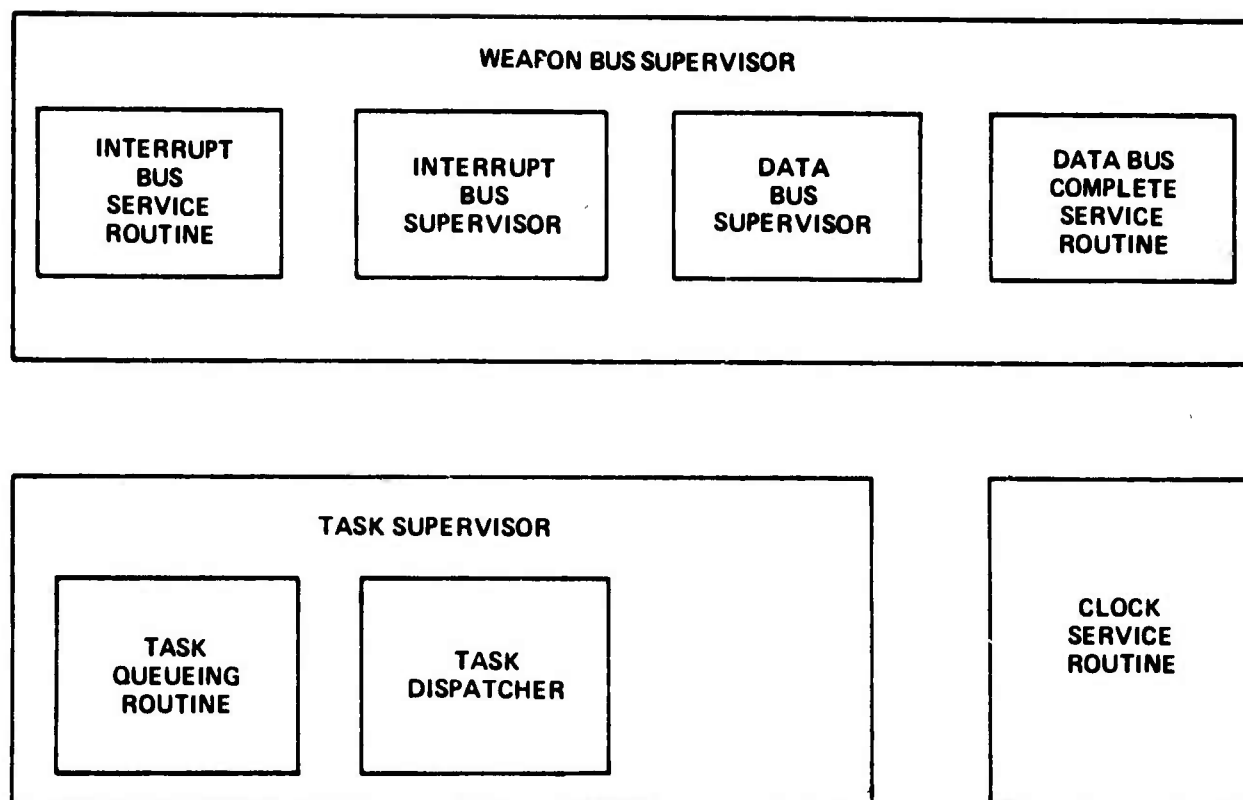 WEAPON BUS SUPERVISOR
INTERRUPT
BUS
SERVICE
ROUTINE
INTERRUPT
BUS
SUPERVISOR
DATA
BUS
SUPERVISOR
DATA BUS
COMPLETE
SERVICE
ROUTINE
TASK SUPERVISOR
TASK
QUEUEING
ROUTINE
TASK
DISPATCHER
CLOCK
SERVICE
ROUTINE